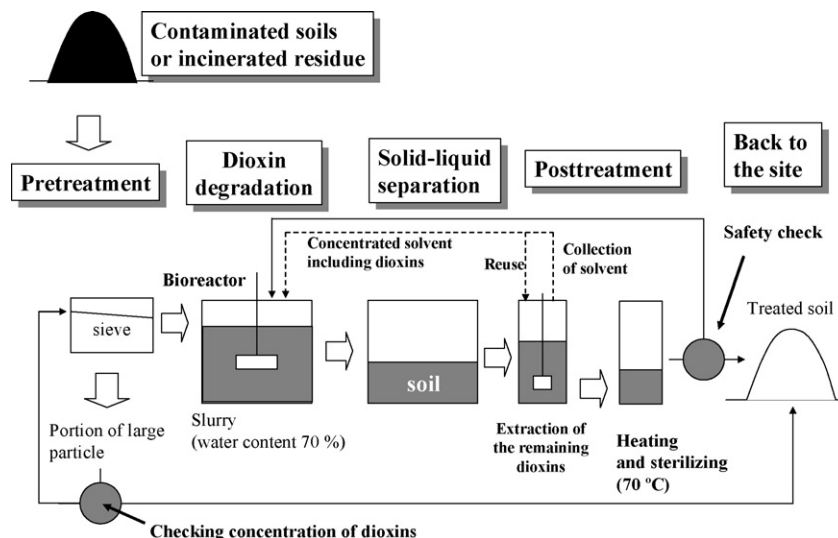 Contaminated soils
or incinerated residue
Pretreatment
Dioxin
degradation
Solid-liquid
separation
Posttreatment
Back to
the site
Safety check
Concentrated solvent
including dioxins
Reuse
Collection
of solvent
Bioreactor
Treated soil
sieve
soil
Portion of large
particle
Slurry
(water content 70 %)
Extraction of
the remaining
dioxins
Heating
and sterilizing
(70 ºC)
Checking concentration of dioxins